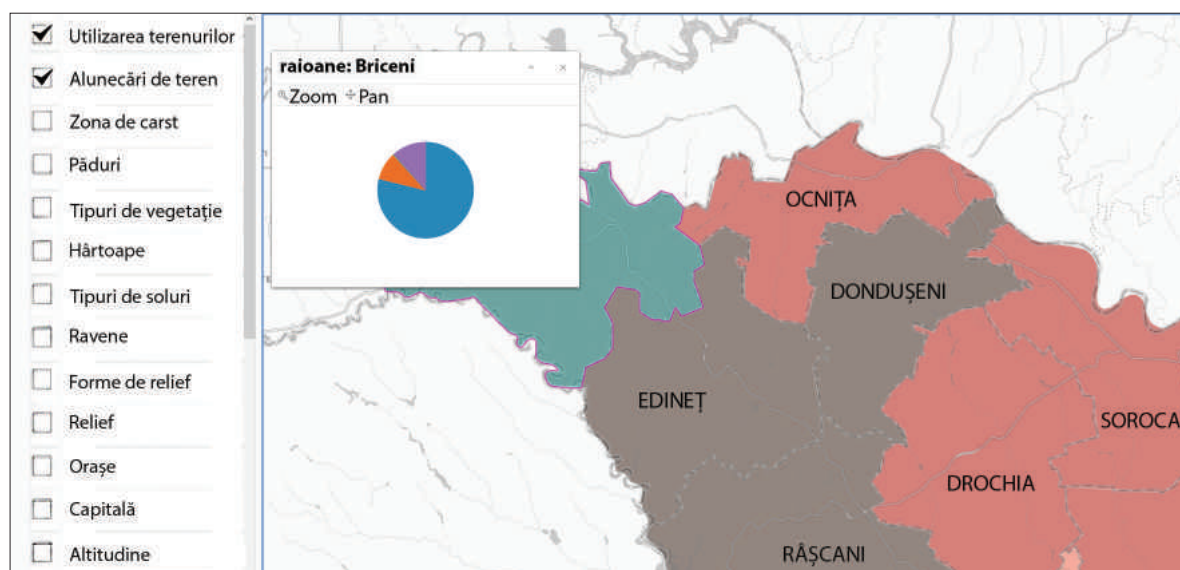 Utilizarea terenurilor
Alunecări de teren
Zona de carst
Păduri
Tipuri de vegetație
Hârtoape
Tipuri de soluri
Ravene
Forme de relief
Relief
Orașe
Capitală
Altitudine
raioane: Briceni
Zoom Pan
OCNIȚA
DONDUȘENI
EDINEȚ
SOROCA
DROCHIA
RÂȘCANI